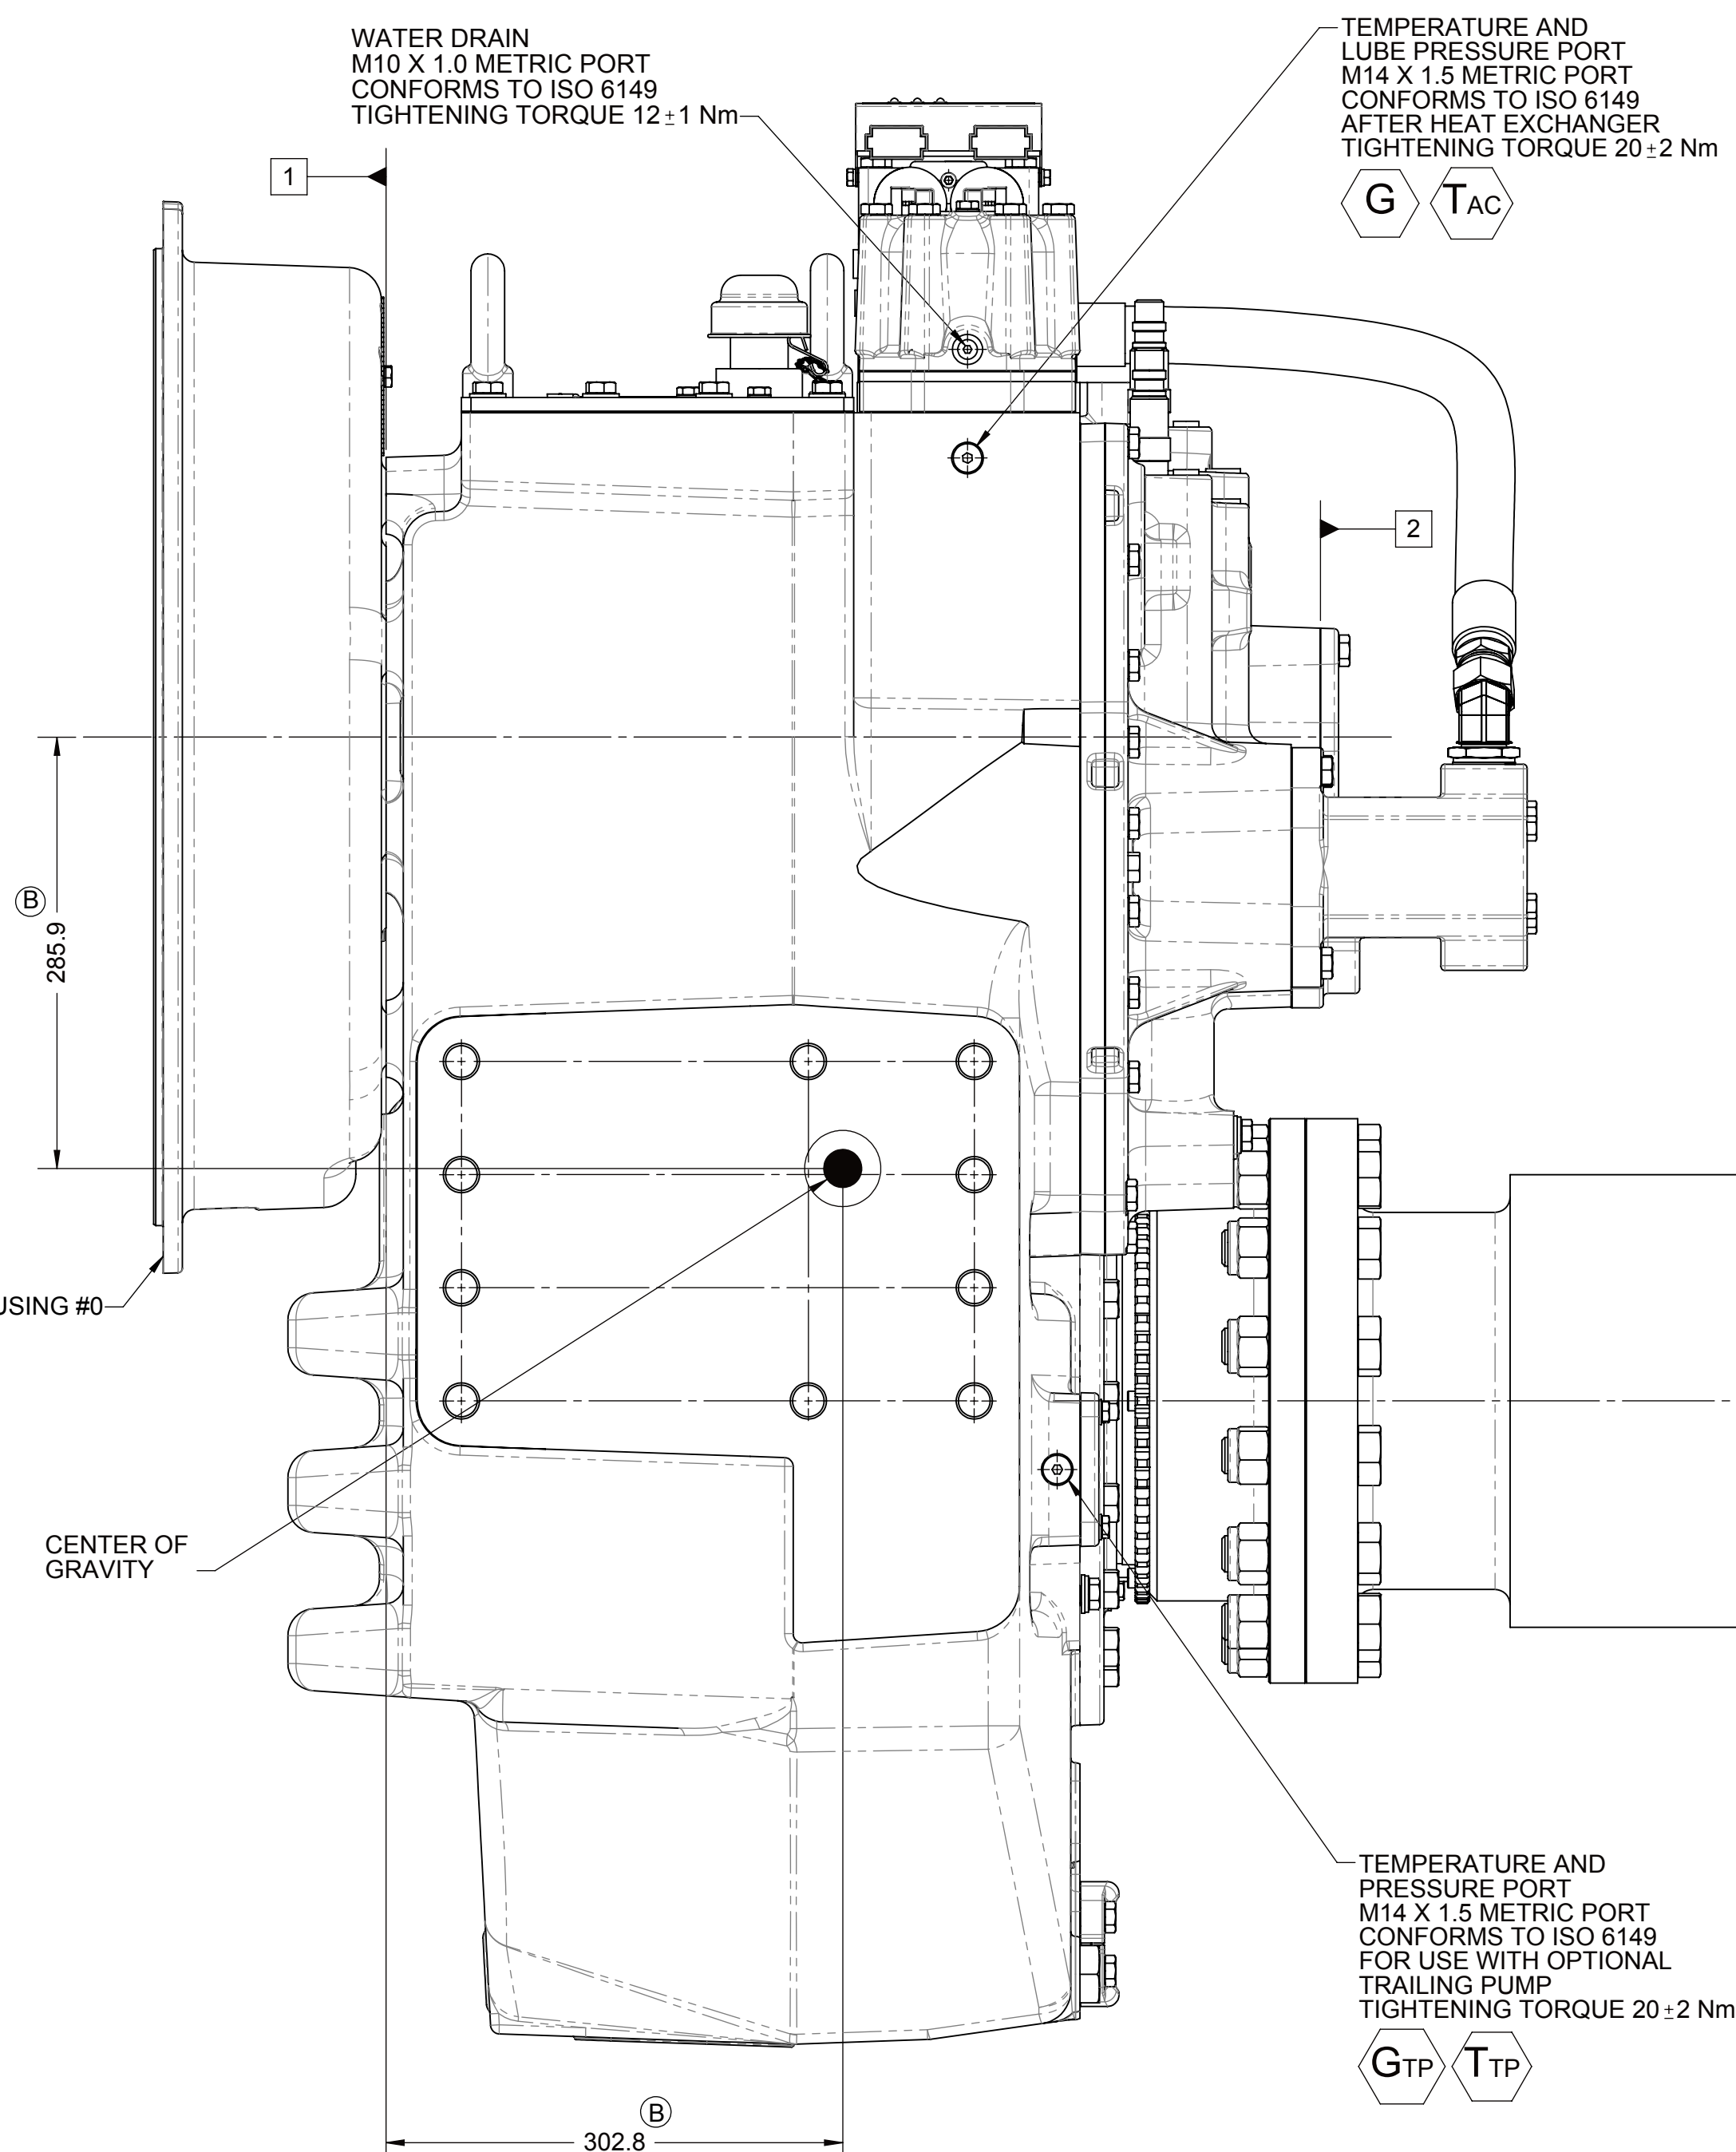 WATER DRAIN
M10 X 1.0 METRIC PORT
CONFORMS TO ISO 6149
TIGHTENING TORQUE 12±1 Nm
TEMPERATURE AND
LUBE PRESSURE PORT
M14 X 1.5 METRIC PORT
CONFORMS TO ISO 6149
AFTER HEAT EXCHANGER
TIGHTENING TORQUE 20±2 Nm
G TAC
1
2
B
285.9
USING #0
CENTER OF
GRAVITY
TEMPERATURE AND
PRESSURE PORT
M14 X 1.5 METRIC PORT
CONFORMS TO ISO 6149
FOR USE WITH OPTIONAL
TRAILING PUMP
TIGHTENING TORQUE 20±2 Nm
GTP TTP
B
302.8